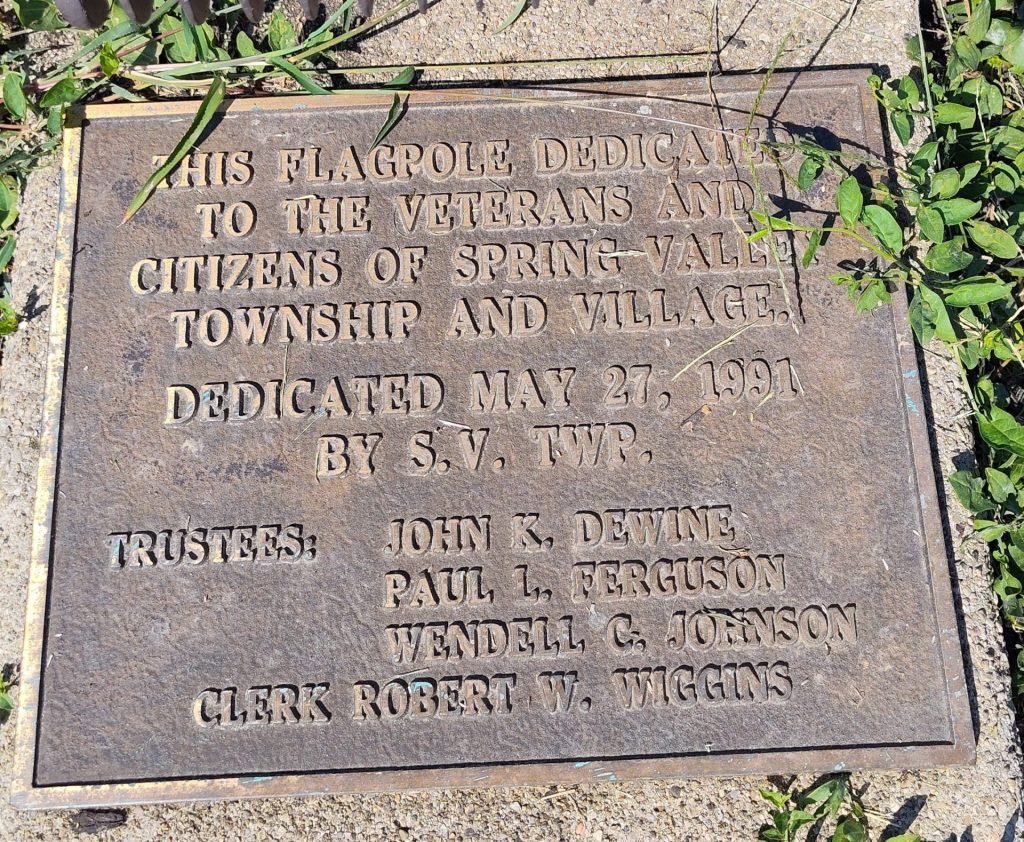 THIS FLAGPOLE DEDICATED
TO THE VETERANS AND
CITIZENS OF SPRING VALLEY
TOWNSHIP AND VILLAGE.
DEDICATED MAY 27, 1991
BY S.V. TWP.
TRUSTEES: JOHN K. DEWINE
PAUL L. FERGUSON
WENDELL C. JOHNSON
CLERK ROBERT W. WIGGINS